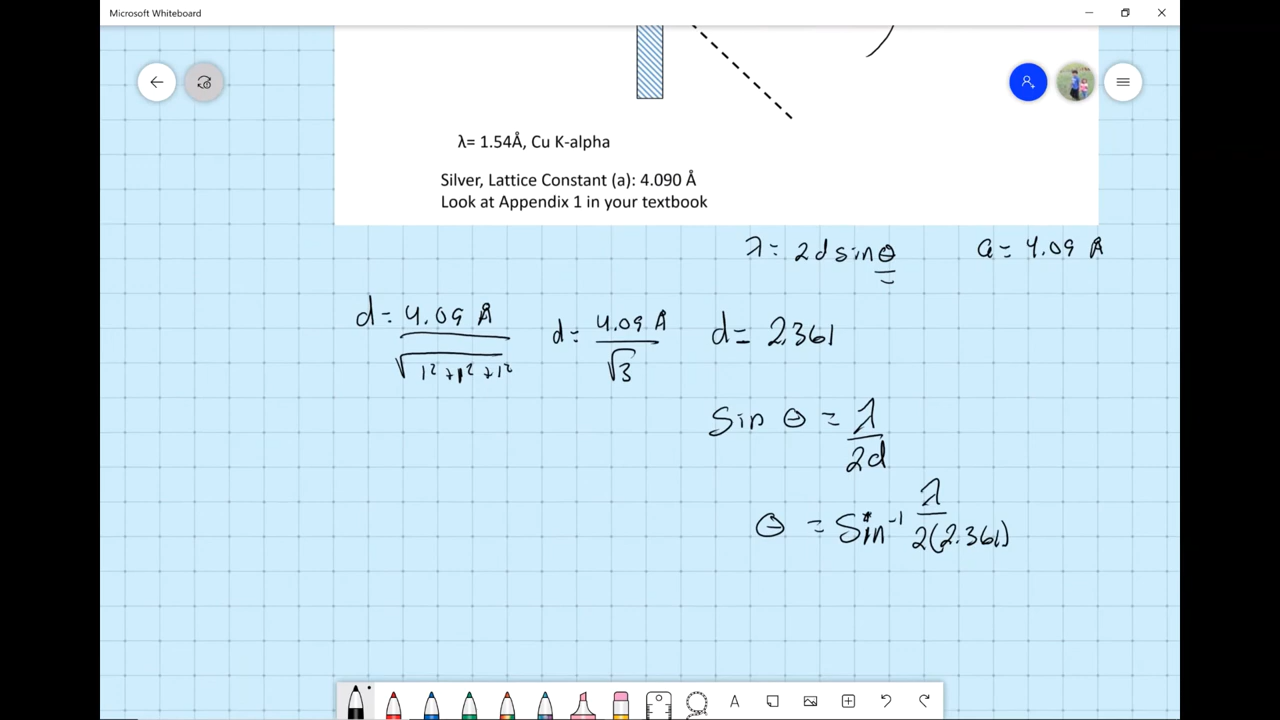 Microsoft Whiteboard
λ= 1.54Å, Cu K-alpha
Silver, Lattice Constant (a): 4.090 Å
Look at Appendix 1 in your textbook
λ = 2d sinθ
a = 4.09 Å
d = 4.09 Å / √1²+1²+1²
d = 4.09 Å / √3
d = 2.361
Sin θ = λ / 2d
θ = Sin⁻¹ λ / 2(2.361)
A